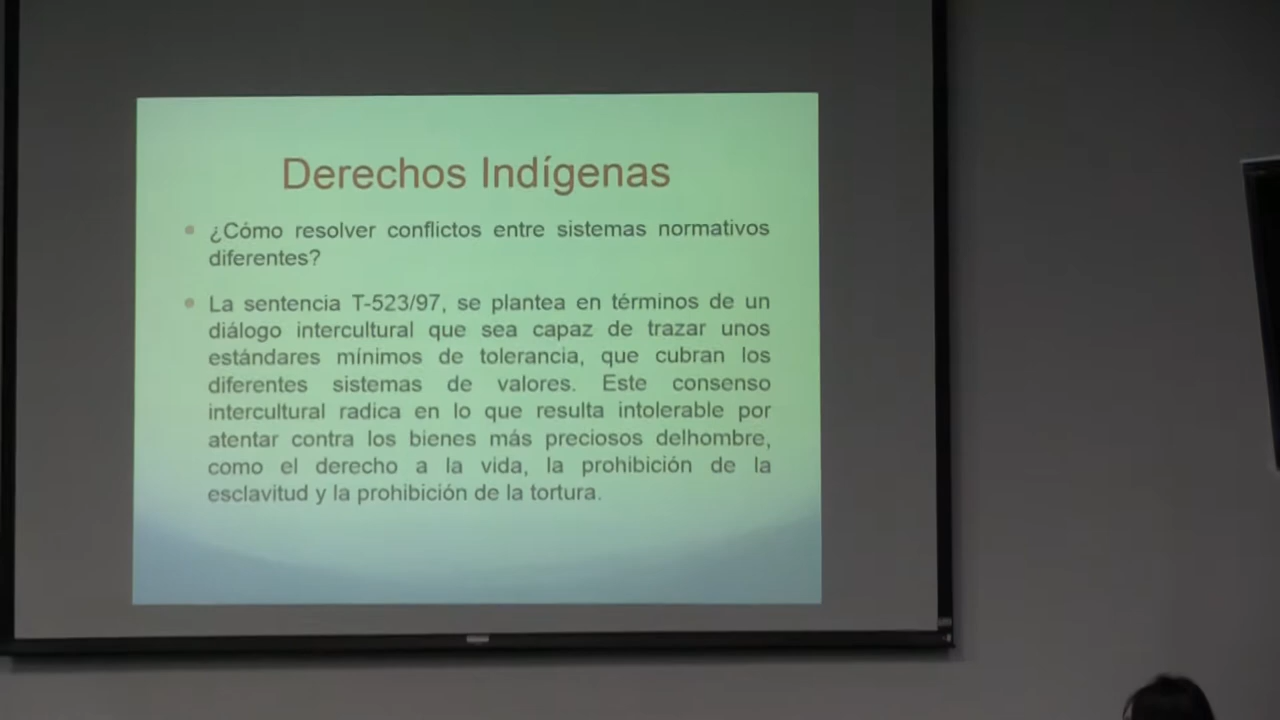 Derechos Indígenas
¿Cómo resolver conflictos entre sistemas normativos
diferentes?
La sentencia T-523/97, se plantea en términos de un
diálogo intercultural que sea capaz de trazar unos
estándares mínimos de tolerancia, que cubran los
diferentes sistemas de valores. Este consenso
intercultural radica en lo que resulta intolerable por
atentar contra los bienes más preciosos delhombre,
como el derecho a la vida, la prohibición de la
esclavitud y la prohibición de la tortura.